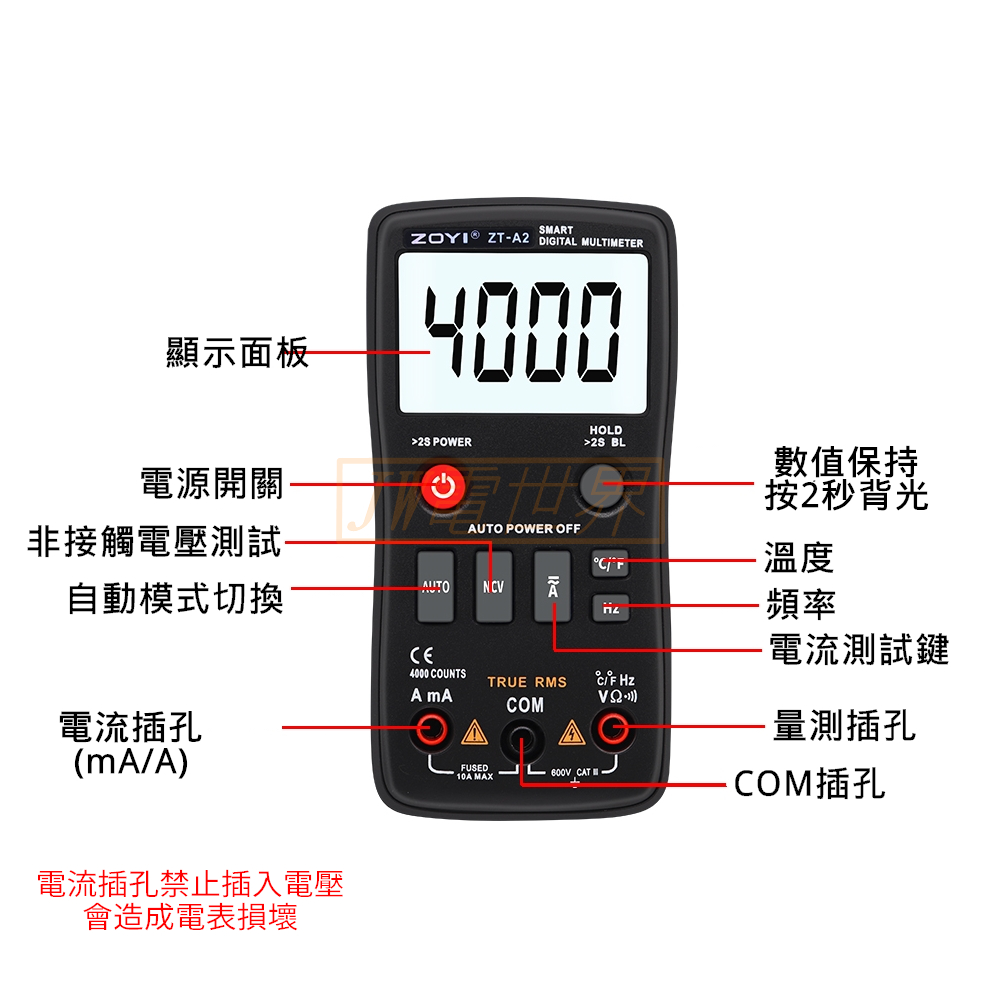 ZOYI® ZT-A2 SMART DIGITAL MULTIMETER
4000
顯示面板
>2S POWER
HOLD
>2S BL
電源開關
數值保持
按2秒背光
JW電世界
AUTO POWER OFF
非接觸電壓測試
自動模式切換
AUTO
NCV
A
°C/°F
Hz
溫度
頻率
電流測試鍵
CE
4000 COUNTS
TRUE RMS
°C/°F Hz
A mA
COM
VΩ
電流插孔
(mA/A)
量測插孔
FUSED
10A MAX
600V CAT III
COM插孔
電流插孔禁止插入電壓
會造成電表損壞